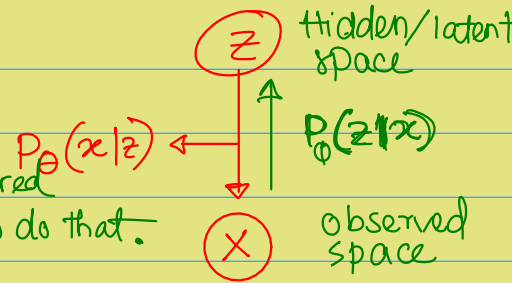 Z
Hidden/latent
space
Pθ(x|z)
Pϕ(z|x)
red
do that.
X
observed
space